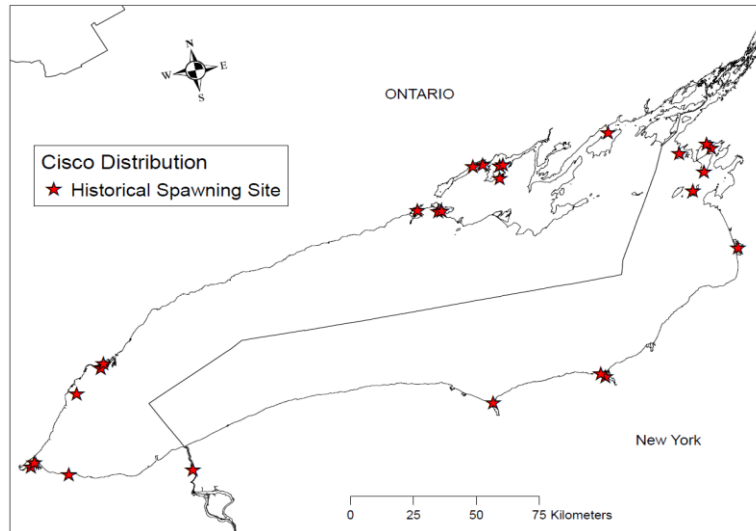 N
W E
S
ONTARIO
Cisco Distribution
Historical Spawning Site
New York
0 25 50 75 Kilometers